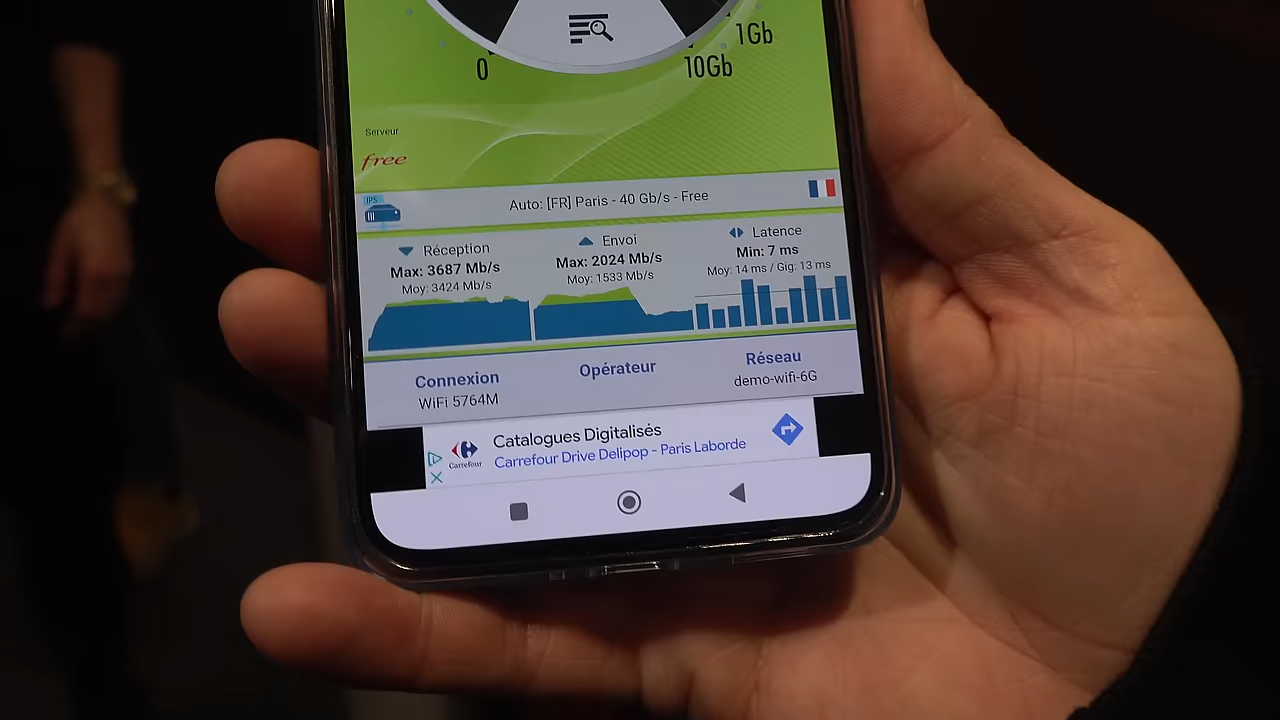 1Gb
0
10Gb
Serveur
free
IPS
Auto: [FR] Paris - 40 Gb/s - Free
Réception
Max: 3687 Mb/s
Moy: 3424 Mb/s
Envoi
Max: 2024 Mb/s
Moy: 1533 Mb/s
Latence
Min: 7 ms
Moy: 14 ms / Gig: 13 ms
Connexion
WiFi 5764M
Opérateur
Réseau
demo-wifi-6G
Carrefour
Catalogues Digitalisés
Carrefour Drive Delipop - Paris Laborde